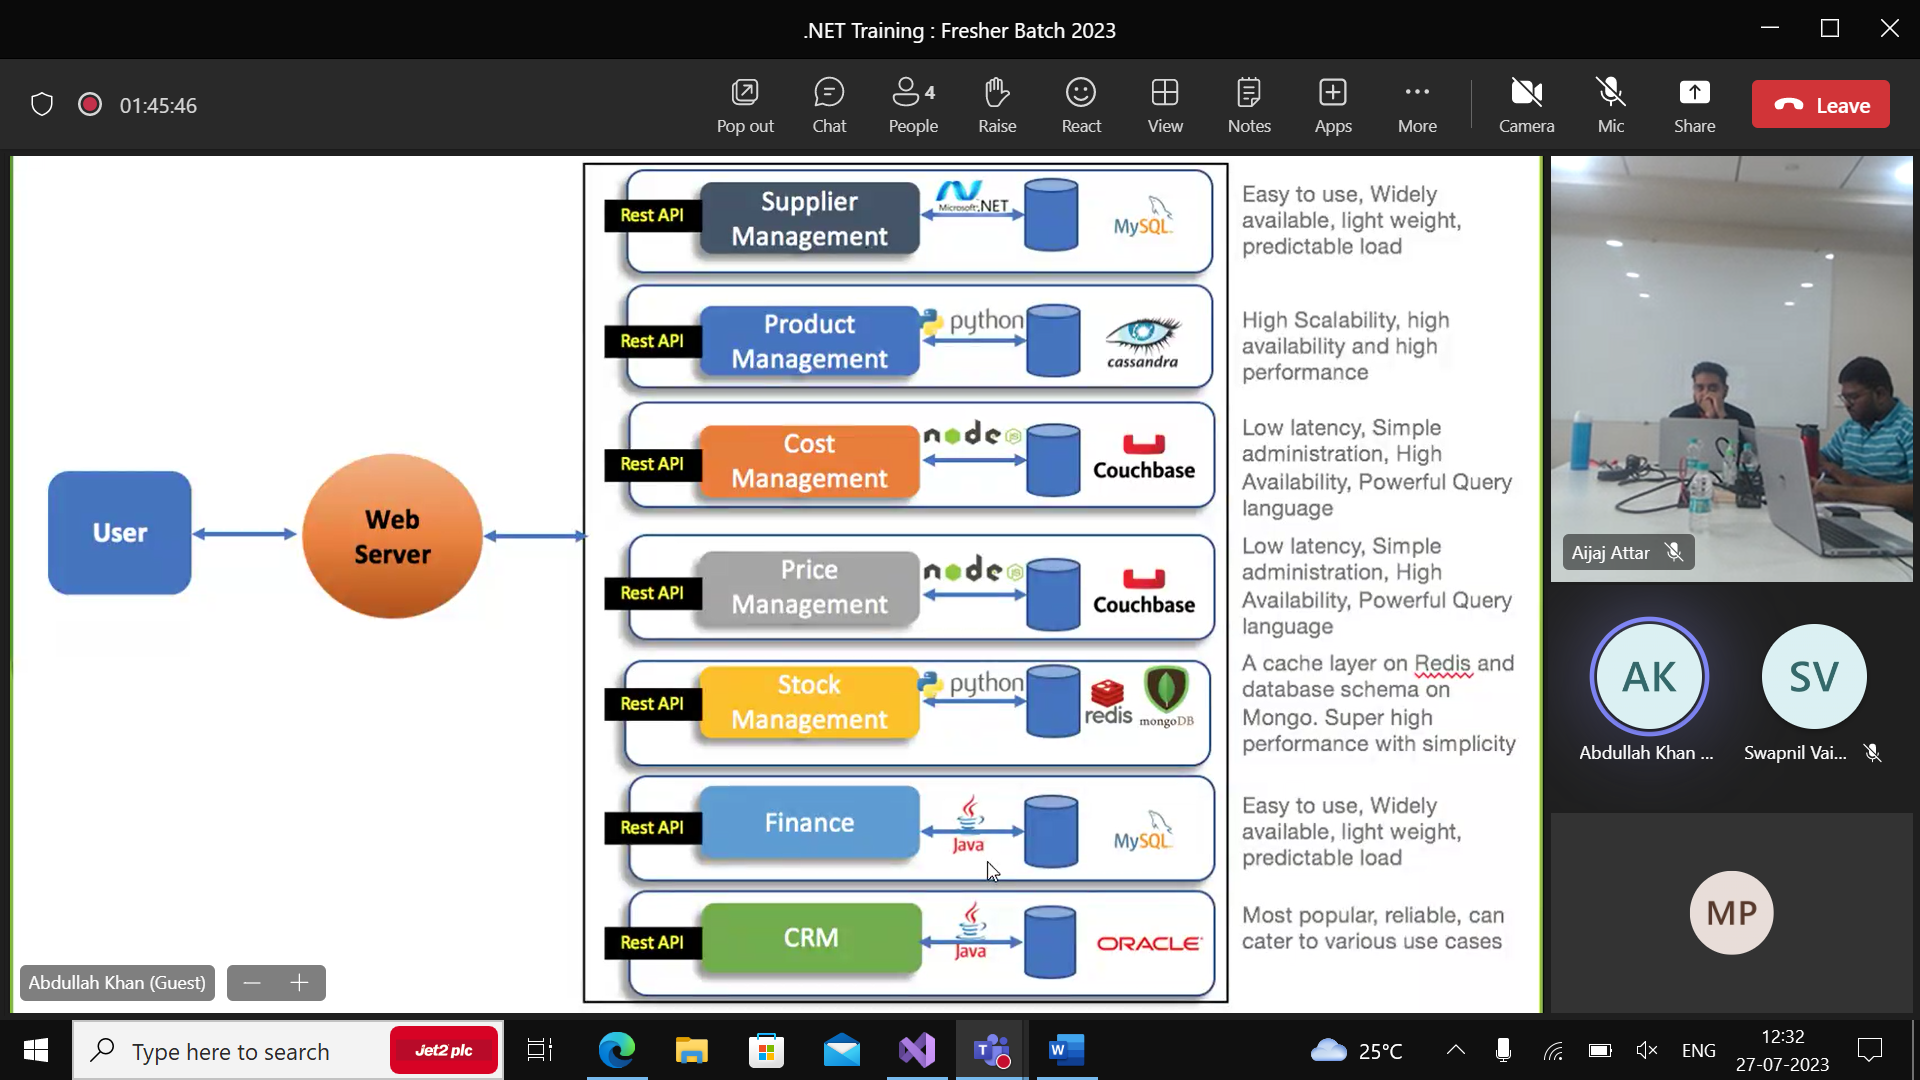 .NET Training : Fresher Batch 2023
01:45:46
Pop out
Chat
4
People
Raise
React
View
Notes
Apps
More
Camera
Mic
Share
Leave
User
Web
Server
Rest API
Supplier
Management
Microsoft .NET
MySQL
Easy to use, Widely
available, light weight,
predictable load
Rest API
Product
Management
python
cassandra
High Scalability, high
availability and high
performance
Rest API
Cost
Management
node JS
Couchbase
Low latency, Simple
administration, High
Availability, Powerful Query
language
Rest API
Price
Management
node JS
Couchbase
Low latency, Simple
administration, High
Availability, Powerful Query
language
Rest API
Stock
Management
python
redis
mongoDB
A cache layer on Redis and
database schema on
Mongo. Super high
performance with simplicity
Rest API
Finance
Java
MySQL
Easy to use, Widely
available, light weight,
predictable load
Rest API
CRM
Java
ORACLE
Most popular, reliable, can
cater to various use cases
Abdullah Khan (Guest)
Aijaj Attar
AK
Abdullah Khan ...
SV
Swapnil Vai...
MP
Type here to search
Jet2 plc
T
W
25°C
ENG
12:32
27-07-2023